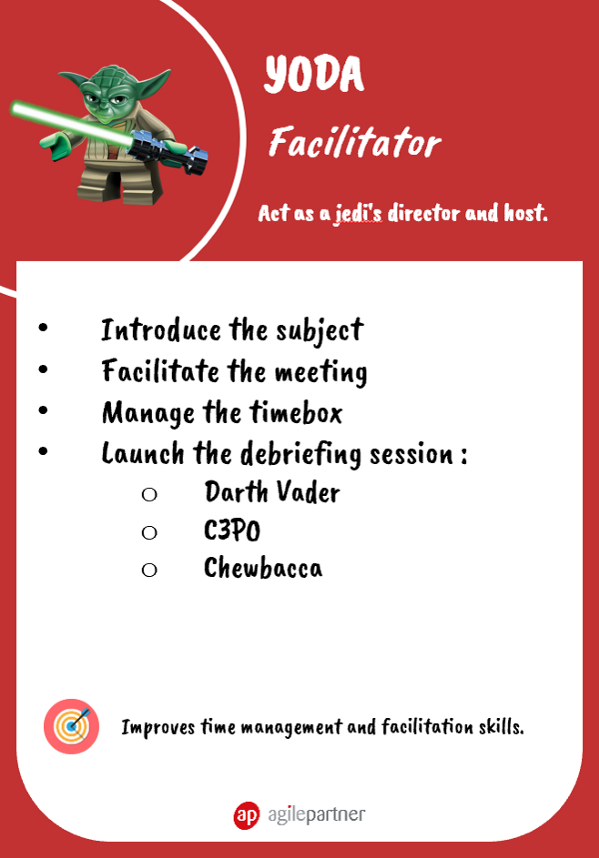 YODA
Facilitator
Act as a jedi's director and host.
• Introduce the subject
• Facilitate the meeting
• Manage the timebox
• Launch the debriefing session :
o Darth Vader
o C3PO
o Chewbacca
Improves time management and facilitation skills.
ap agilepartner